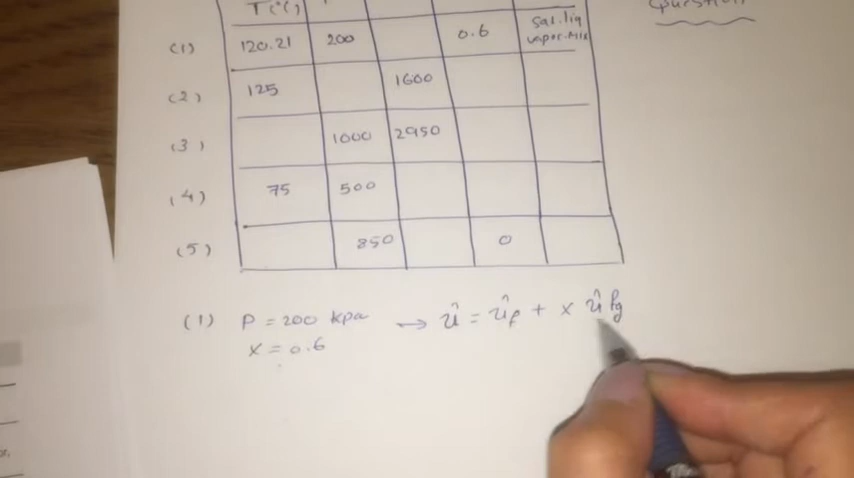 T(°C)
Question
(1) 120.21 200 0.6 Sat.liq
vapor.Mix
(2) 125 1600
(3) 1000 2950
(4) 75 500
(5) 850 0
(1) P = 200 kpa → û = ûf + x ûfg
x = 0.6